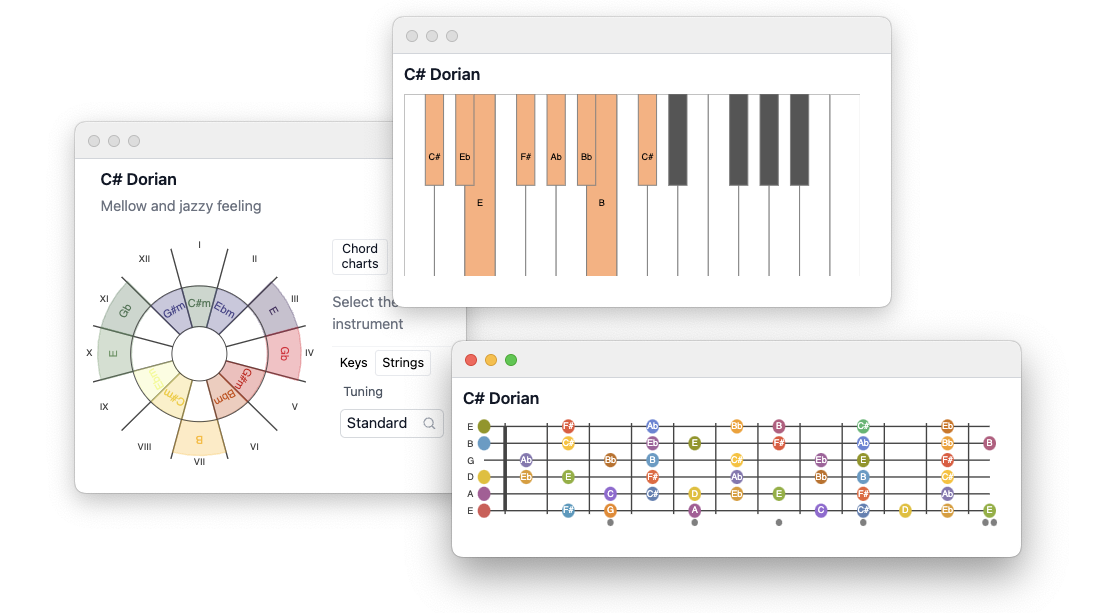 C# Dorian
C# Eb F# Ab Bb C#
E B
C# Dorian
Mellow and jazzy feeling
I
XII II
XI III
X IV
IX V
VIII VI
VII
G#m C#m Ebm
Gb E
E Gb
C#m Bbm G#m
B
Chord
charts
Select the
instrument
Keys Strings
Tuning
Standard
C# Dorian
E F# Ab Bb B C# Eb
B C# Eb E F# Ab Bb B
G Ab Bb B C# Eb E F#
D Eb E F# Ab Bb B C#
A C C# D Eb E F# Ab
E F# G A C C# D Eb E